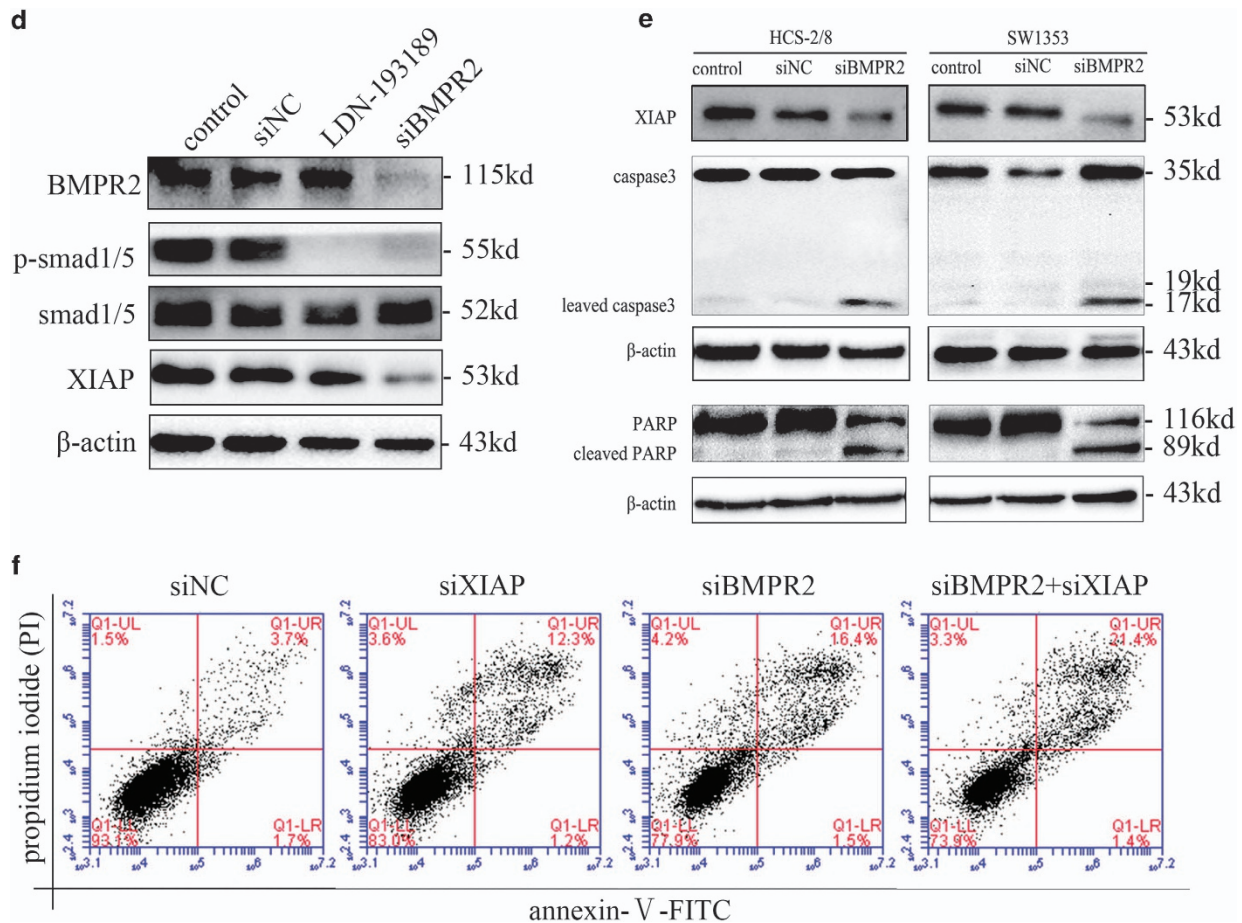 d
control siNC LDN-193189 siBMPR2
BMPR2 - 115kd
p-smad1/5 - 55kd
smad1/5 - 52kd
XIAP - 53kd
β-actin - 43kd
e
HCS-2/8 SW1353
control siNC siBMPR2 control siNC siBMPR2
XIAP - 53kd
caspase3 - 35kd
- 19kd
leaved caspase3 - 17kd
β-actin - 43kd
PARP - 116kd
cleaved PARP - 89kd
β-actin - 43kd
f
siNC siXIAP siBMPR2 siBMPR2+siXIAP
propidium iodide (PI)
Q1-UL Q1-UR Q1-UL Q1-UR Q1-UL Q1-UR Q1-UL Q1-UR
1.5% 3.7% 3.6% 12.3% 4.2% 16.4% 3.3% 21.4%
Q1-LL Q1-LR Q1-LL Q1-LR Q1-LL Q1-LR Q1-LL Q1-LR
93.1% 1.7% 83.0% 1.2% 77.9% 1.5% 73.9% 1.4%
annexin-V-FITC